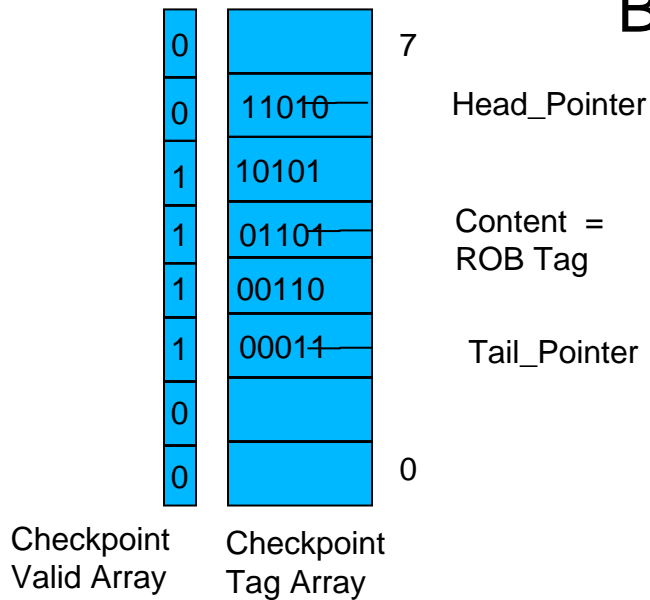 B
0 7
0 11010 Head_Pointer
1 10101
1 01101 Content =
ROB Tag
1 00110
1 00011 Tail_Pointer
0
0 0
Checkpoint Checkpoint
Valid Array Tag Array